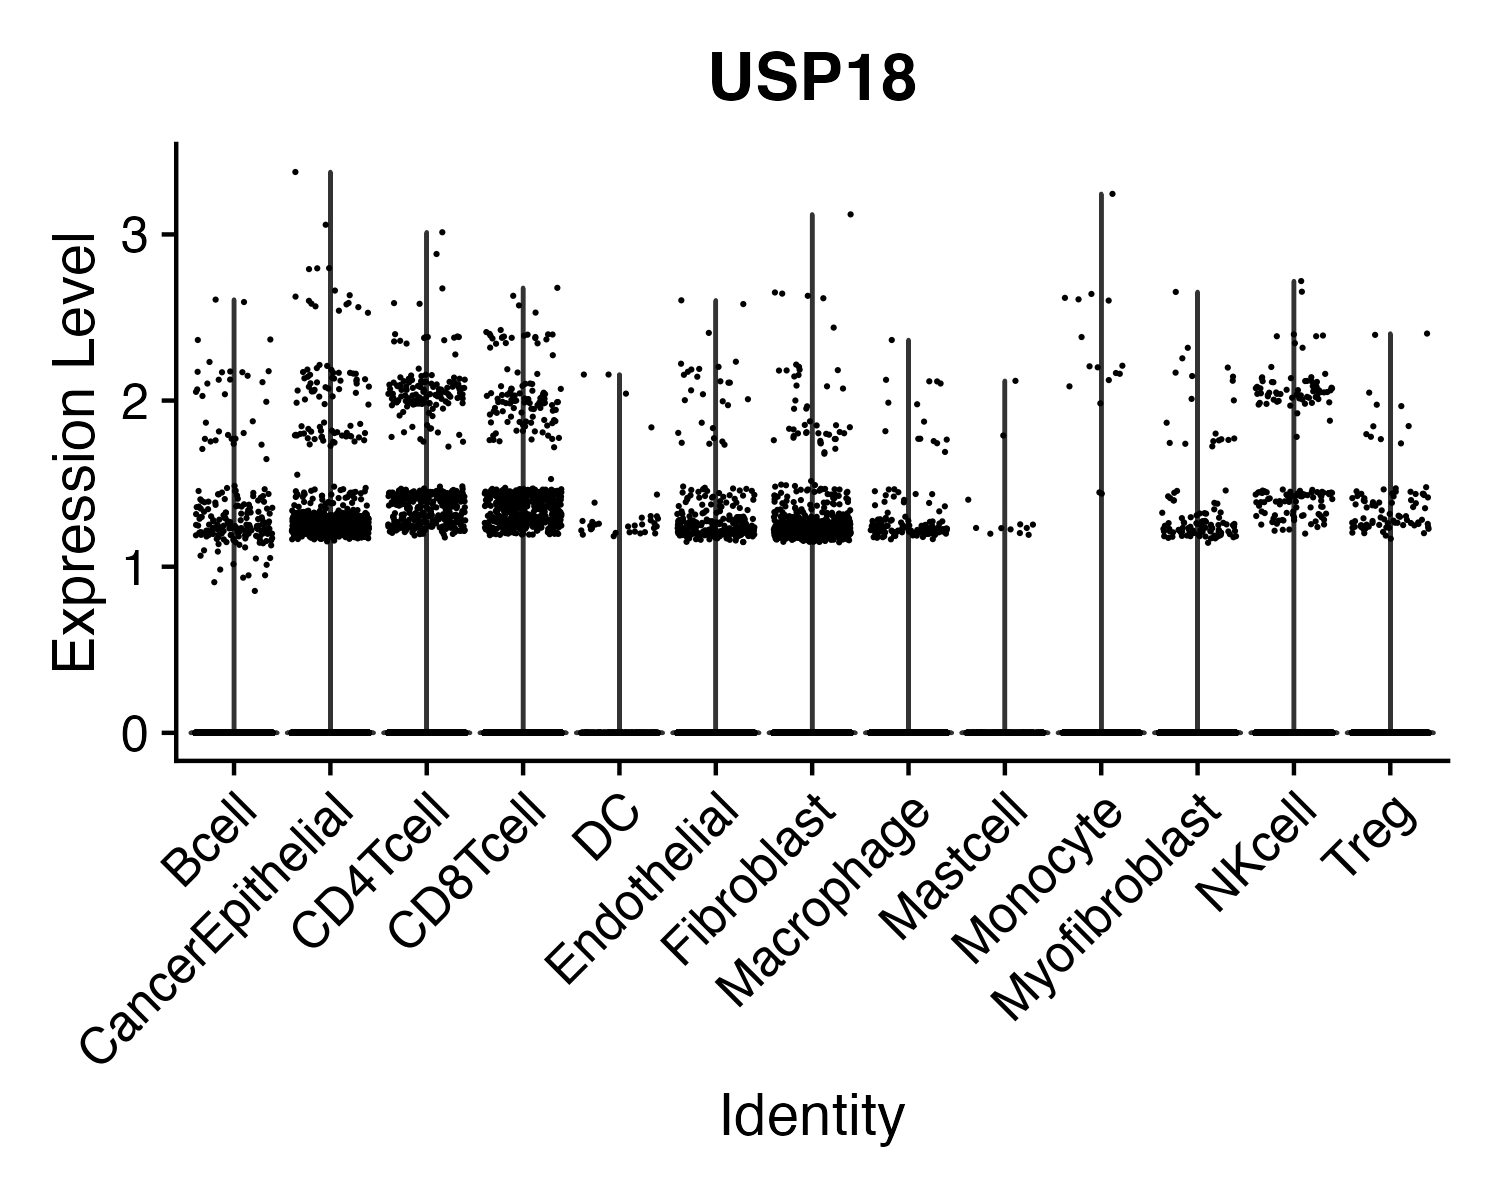 USP18
Expression Level
3
2
1
0
Bcell
CancerEpithelial
CD4Tcell
CD8Tcell
DC
Endothelial
Fibroblast
Macrophage
Mastcell
Monocyte
Myofibroblast
NKcell
Treg
Identity